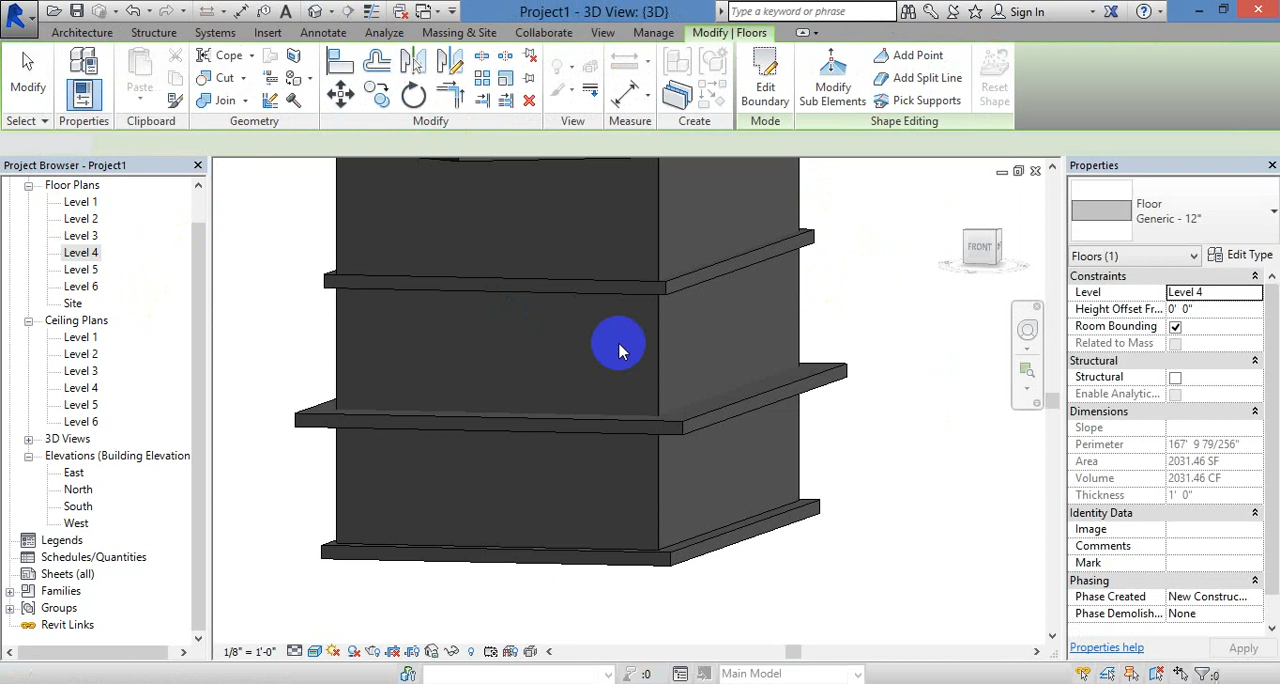 Project1 - 3D View: {3D}
Type a keyword or phrase
Sign In
Architecture Structure Systems Insert Annotate Analyze Massing & Site Collaborate View Manage Modify | Floors
Modify
Paste
Cope
Cut
Join
Edit Boundary
Modify Sub Elements
Add Point
Add Split Line
Pick Supports
Reset Shape
Select Properties Clipboard Geometry Modify View Measure Create Mode Shape Editing
Project Browser - Project1
Floor Plans
Level 1
Level 2
Level 3
Level 4
Level 5
Level 6
Site
Ceiling Plans
Level 1
Level 2
Level 3
Level 4
Level 5
Level 6
3D Views
Elevations (Building Elevation
East
North
South
West
Legends
Schedules/Quantities
Sheets (all)
Families
Groups
Revit Links
FRONT
Properties
Floor
Generic - 12"
Floors (1)
Edit Type
Constraints
Level Level 4
Height Offset Fr... 0' 0"
Room Bounding
Related to Mass
Structural
Structural
Enable Analytic...
Dimensions
Slope
Perimeter 167' 9 79/256"
Area 2031.46 SF
Volume 2031.46 CF
Thickness 1' 0"
Identity Data
Image
Comments
Mark
Phasing
Phase Created New Construc...
Phase Demolish... None
Properties help
Apply
1/8" = 1'-0"
:0
Main Model
:0